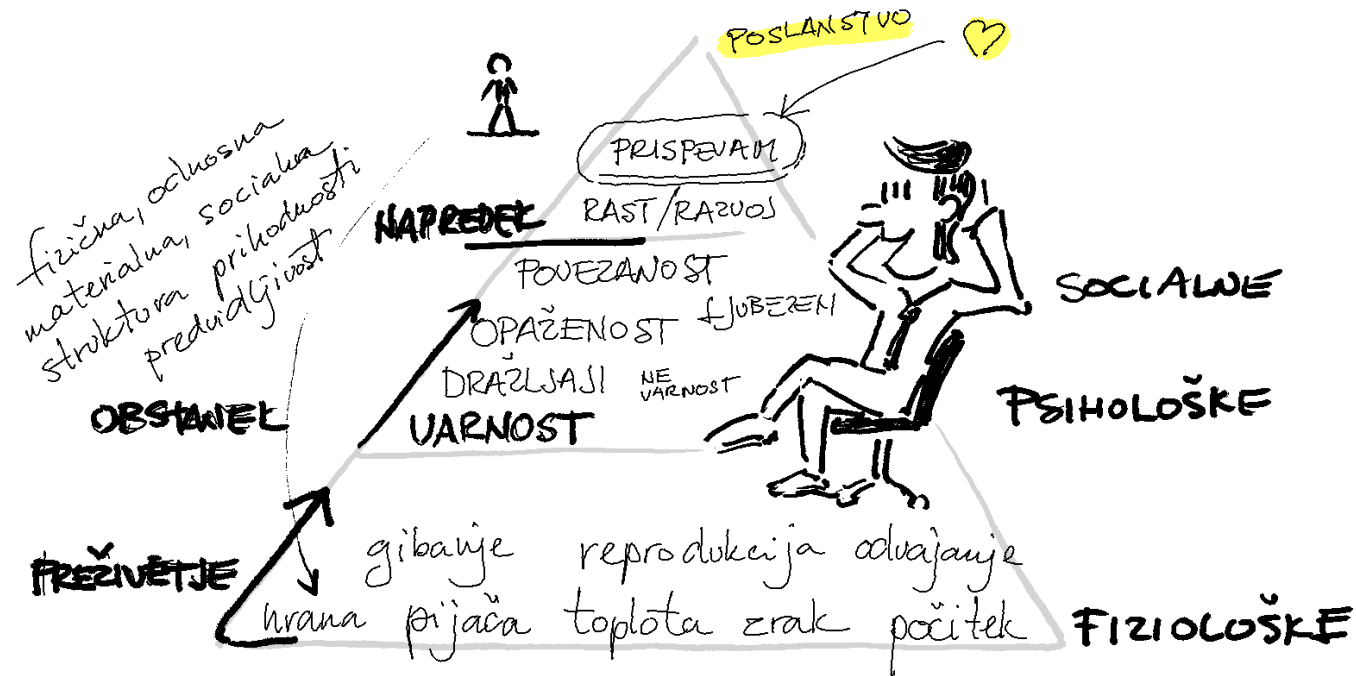 POSLANSTVO
PRISPEVAM
RAST/RAZVOJ
NAPREDEK
fizična, odnosna
materialna, socialna
struktura prihodnosti
predvidljivost
POVEZANOST
LJUBEZEN
OPAŽENOST
DRAŽLJAJI
NE
VARNOST
VARNOST
OBSTANEK
SOCIALNE
PSIHOLOŠKE
PREŽIVETJE
gibanje reprodukcija odvajanje
hrana pijača toplota zrak počitek
FIZIOLOŠKE